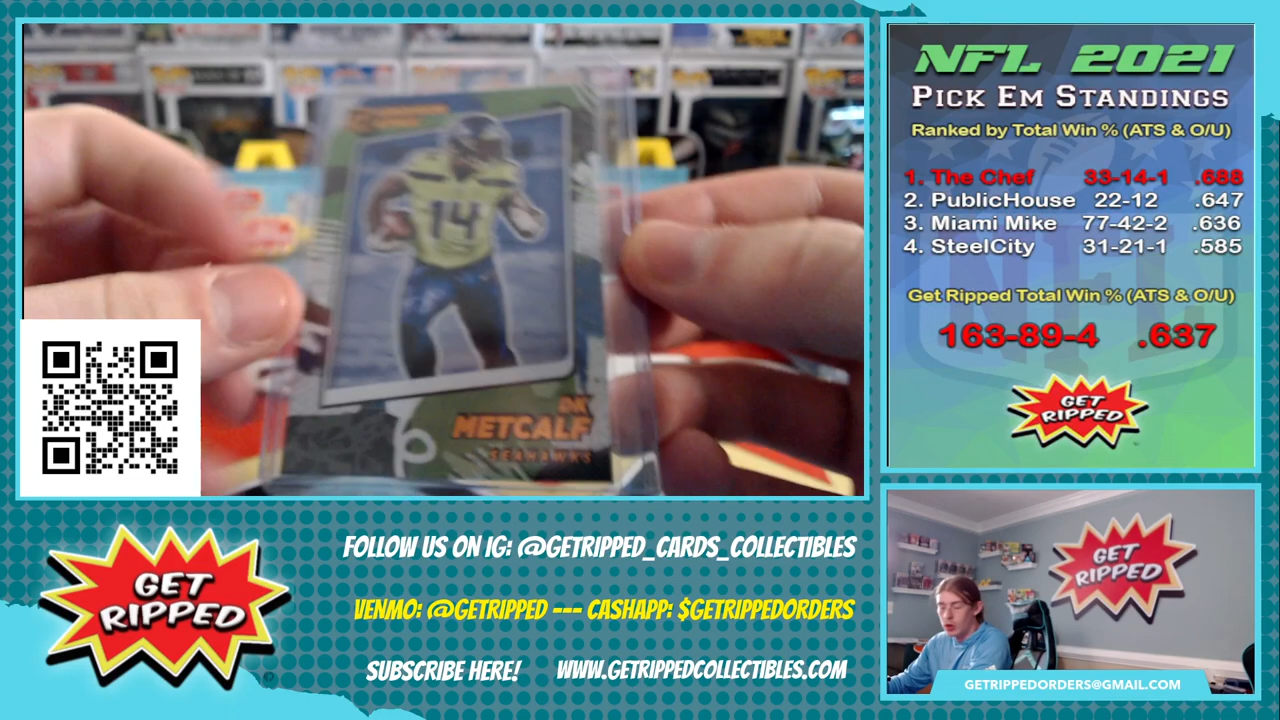 14
DK
METCALF
SEAHAWKS
NFL 2021
PICK EM STANDINGS
Ranked by Total Win % (ATS & O/U)
1. The Chef 33-14-1 .688
2. PublicHouse 22-12 .647
3. Miami Mike 77-42-2 .636
4. SteelCity 31-21-1 .585
Get Ripped Total Win % (ATS & O/U)
163-89-4 .637
GET
RIPPED
GET
RIPPED
FOLLOW US ON IG: @GETRIPPED_CARDS_COLLECTIBLES
VENMO: @GETRIPPED --- CASHAPP: $GETRIPPEDORDERS
SUBSCRIBE HERE! WWW.GETRIPPEDCOLLECTIBLES.COM
GET
RIPPED
GETRIPPEDORDERS@GMAIL.COM